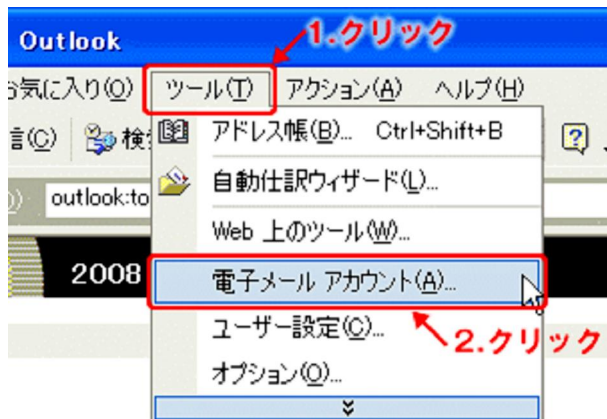 Outlook
1.クリック
気に入り(O) ツール(T) アクション(A) ヘルプ(H)
(C) 検 アドレス帳(B)... Ctrl+Shift+B
自動仕訳ウィザード(L)...
outlook:to
Web 上のツール(W)...
2008
電子メール アカウント(A)...
ユーザー設定(C)...
2.クリック
オプション(O)...